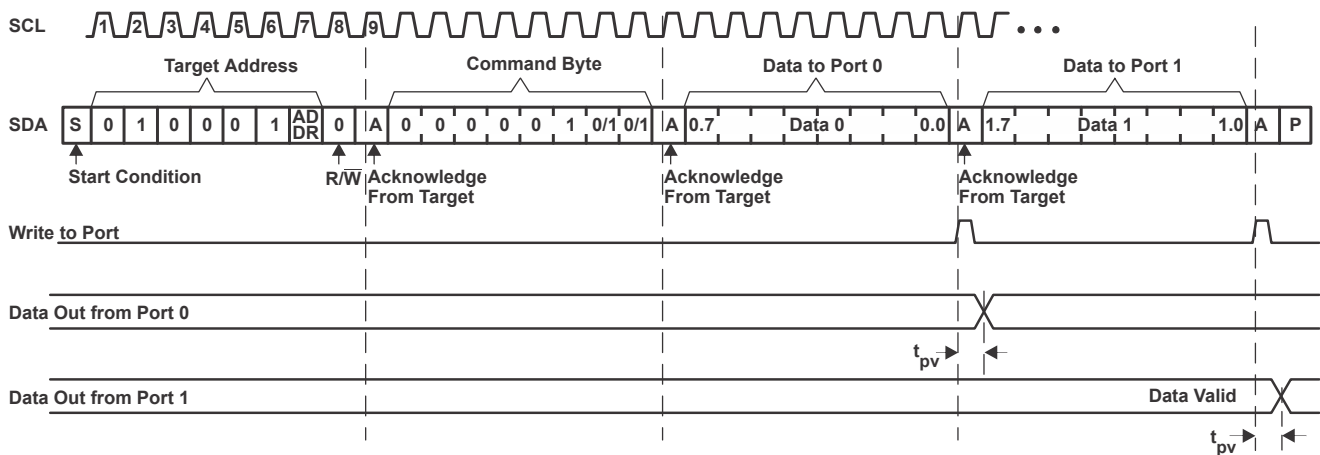 SCL 1 2 3 4 5 6 7 8 9
Target Address Command Byte Data to Port 0 Data to Port 1
SDA S 0 1 0 0 0 1 AD DR 0 A 0 0 0 0 0 1 0/1 0/1 A 0.7 Data 0 0.0 A 1.7 Data 1 1.0 A P
Start Condition R/W̅ Acknowledge From Target Acknowledge From Target Acknowledge From Target
Write to Port
Data Out from Port 0
tpv
Data Out from Port 1 Data Valid
tpv